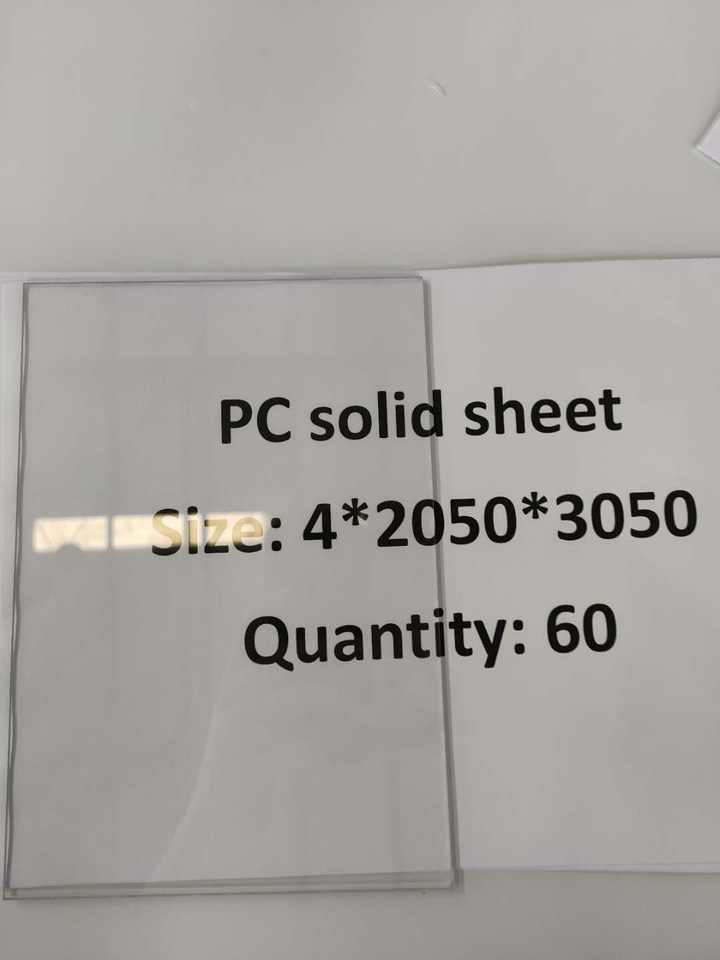 PC solid sheet
Size: 4*2050*3050
Quantity: 60